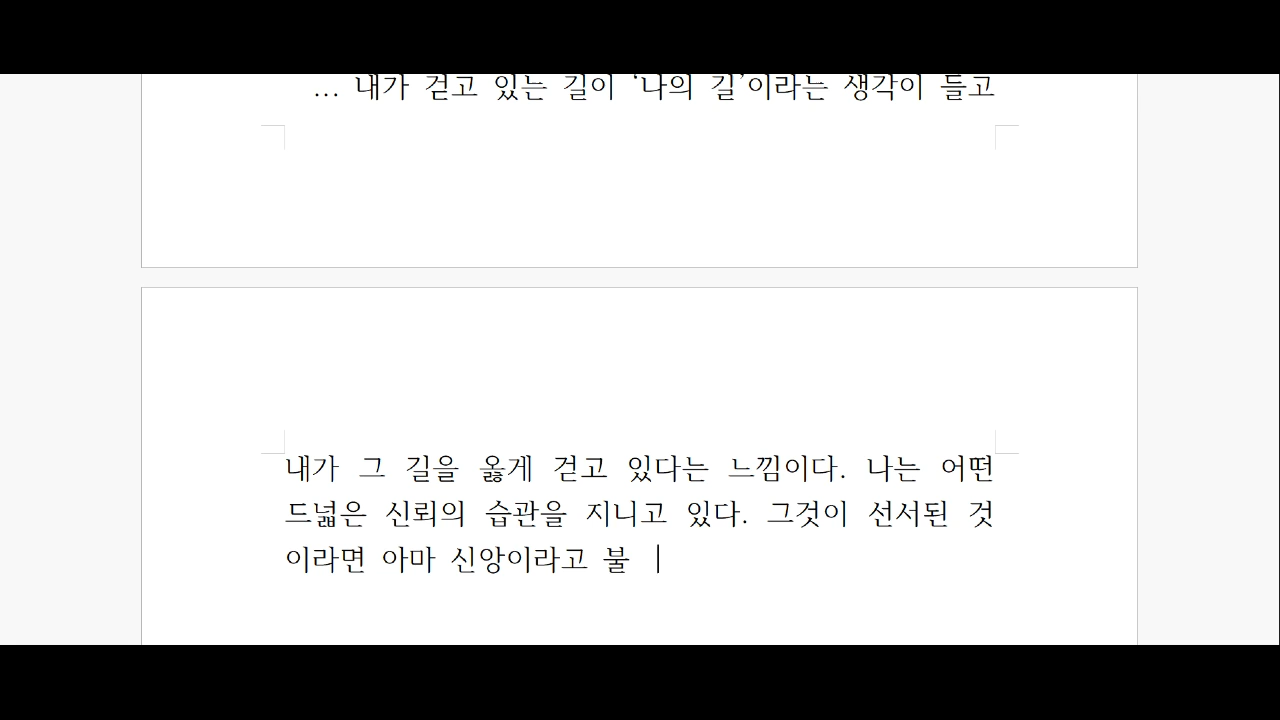 … 내가 걷고 있는 길이 ‘나의 길’이라는 생각이 들고
내가 그 길을 옳게 걷고 있다는 느낌이다. 나는 어떤
드넓은 신뢰의 습관을 지니고 있다. 그것이 선서된 것
이라면 아마 신앙이라고 불